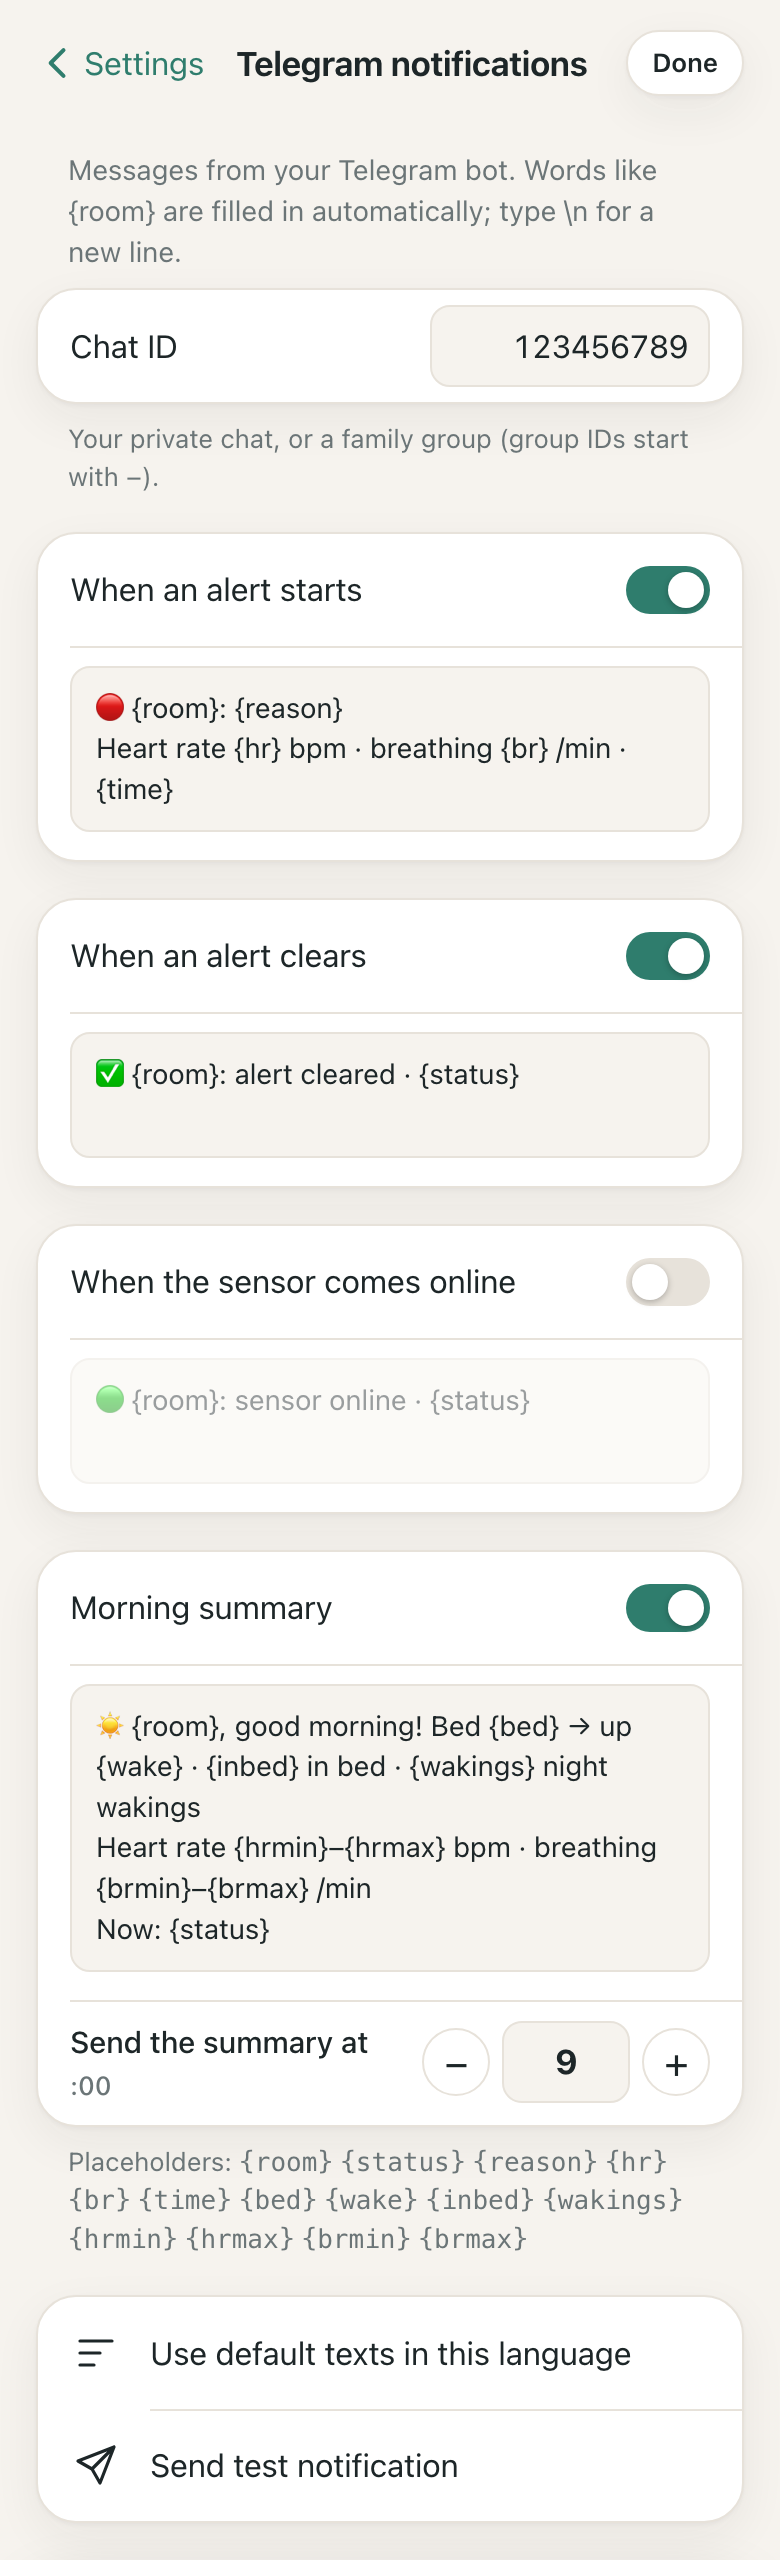 Settings
Telegram notifications
Done
Messages from your Telegram bot. Words like
{room} are filled in automatically; type \n for a
new line.
Chat ID
123456789
Your private chat, or a family group (group IDs start
with −).
When an alert starts
🔴 {room}: {reason}
Heart rate {hr} bpm · breathing {br} /min ·
{time}
When an alert clears
✅ {room}: alert cleared · {status}
When the sensor comes online
🟢 {room}: sensor online · {status}
Morning summary
☀️ {room}, good morning! Bed {bed} → up
{wake} · {inbed} in bed · {wakings} night
wakings
Heart rate {hrmin}–{hrmax} bpm · breathing
{brmin}–{brmax} /min
Now: {status}
Send the summary at
:00
− 9 +
Placeholders: {room} {status} {reason} {hr}
{br} {time} {bed} {wake} {inbed} {wakings}
{hrmin} {hrmax} {brmin} {brmax}
Use default texts in this language
Send test notification